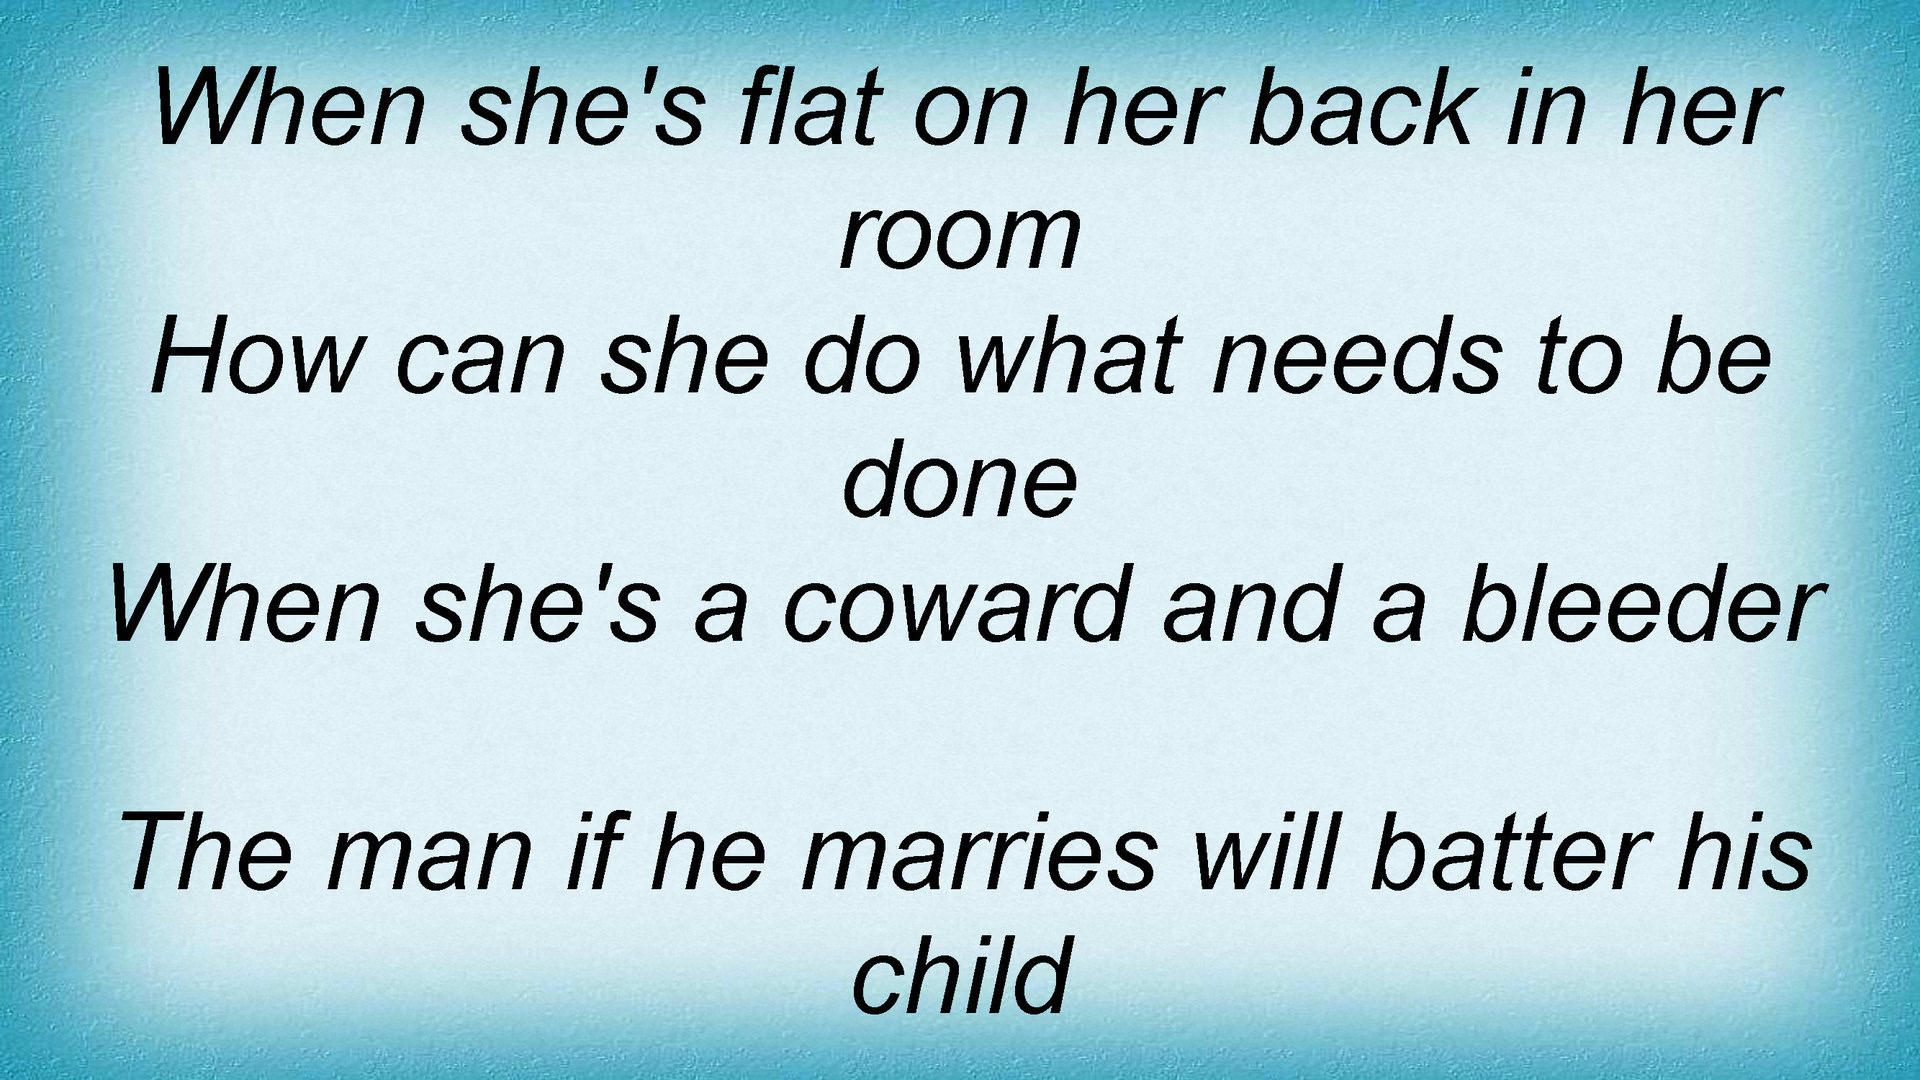 When she's flat on her back in her
room
How can she do what needs to be
done
When she's a coward and a bleeder
The man if he marries will batter his
child